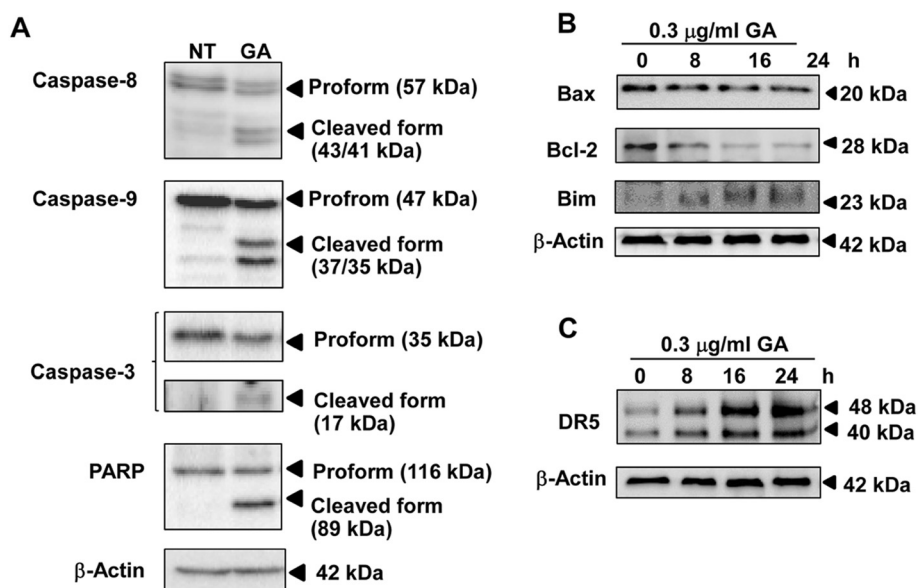 A
NT GA
Caspase-8
Proform (57 kDa)
Cleaved form
(43/41 kDa)
Caspase-9
Profrom (47 kDa)
Cleaved form
(37/35 kDa)
Caspase-3
Proform (35 kDa)
Cleaved form
(17 kDa)
PARP
Proform (116 kDa)
Cleaved form
(89 kDa)
β-Actin
42 kDa
B
0.3 μg/ml GA
0 8 16 24 h
Bax
20 kDa
Bcl-2
28 kDa
Bim
23 kDa
β-Actin
42 kDa
C
0.3 μg/ml GA
0 8 16 24 h
DR5
48 kDa
40 kDa
β-Actin
42 kDa